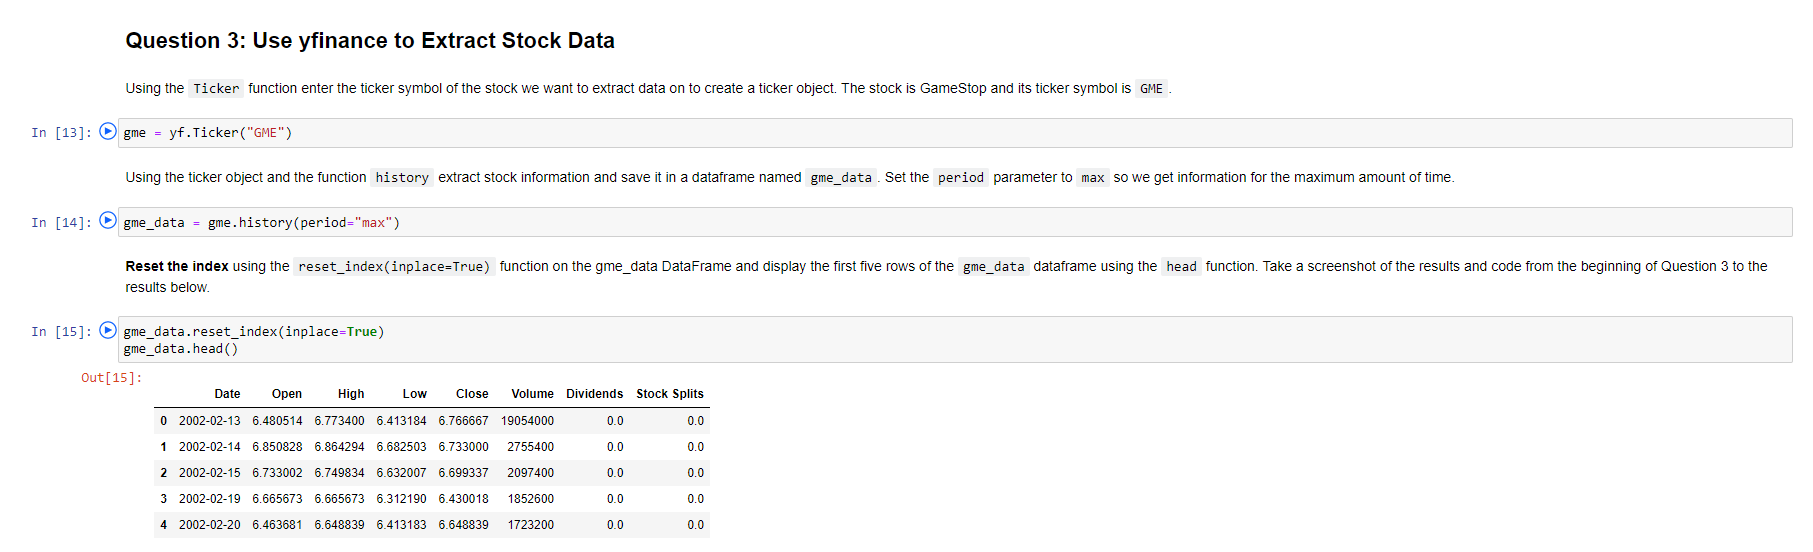 Question 3: Use yfinance to Extract Stock Data
Using the Ticker function enter the ticker symbol of the stock we want to extract data on to create a ticker object. The stock is GameStop and its ticker symbol is GME .
In [13]: gme = yf.Ticker("GME")
Using the ticker object and the function history extract stock information and save it in a dataframe named gme_data . Set the period parameter to max so we get information for the maximum amount of time.
In [14]: gme_data = gme.history(period="max")
Reset the index using the reset_index(inplace=True) function on the gme_data DataFrame and display the first five rows of the gme_data dataframe using the head function. Take a screenshot of the results and code from the beginning of Question 3 to the
results below.
In [15]: gme_data.reset_index(inplace=True)
gme_data.head()
Out[15]:
Date Open High Low Close Volume Dividends Stock Splits
0 2002-02-13 6.480514 6.773400 6.413184 6.766667 19054000 0.0 0.0
1 2002-02-14 6.850828 6.864294 6.682503 6.733000 2755400 0.0 0.0
2 2002-02-15 6.733002 6.749834 6.632007 6.699337 2097400 0.0 0.0
3 2002-02-19 6.665673 6.665673 6.312190 6.430018 1852600 0.0 0.0
4 2002-02-20 6.463681 6.648839 6.413183 6.648839 1723200 0.0 0.0